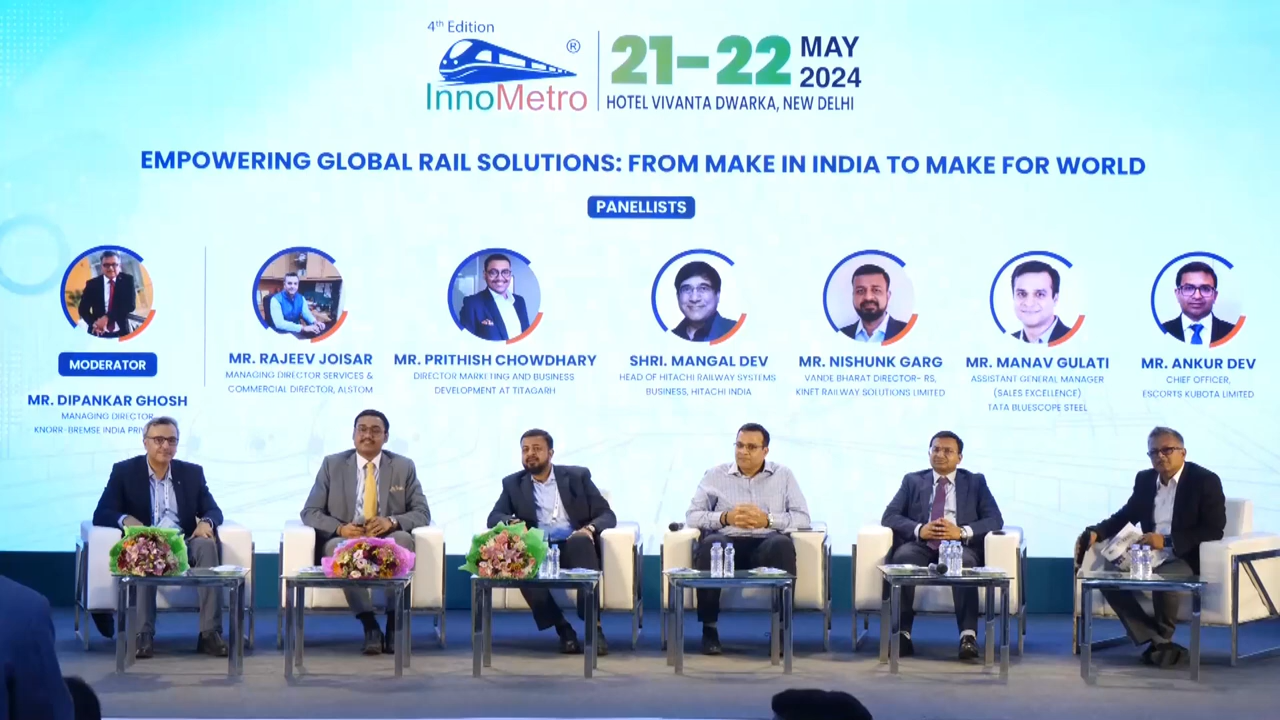 4th Edition
InnoMetro ®
21-22 MAY 2024
HOTEL VIVANTA DWARKA, NEW DELHI
EMPOWERING GLOBAL RAIL SOLUTIONS: FROM MAKE IN INDIA TO MAKE FOR WORLD
PANELLISTS
MODERATOR
MR. DIPANKAR GHOSH
MANAGING DIRECTOR
KNORR-BREMSE INDIA
MR. RAJEEV JOISAR
MANAGING DIRECTOR SERVICES &
COMMERCIAL DIRECTOR, ALSTOM
MR. PRITHISH CHOWDHARY
DIRECTOR MARKETING AND BUSINESS
DEVELOPMENT AT TITAGARH
SHRI. MANGAL DEV
HEAD OF HITACHI RAILWAY SYSTEMS
BUSINESS, HITACHI INDIA
MR. NISHUNK GARG
VANDE BHARAT DIRECTOR- RS,
KINET RAILWAY SOLUTIONS LIMITED
MR. MANAV GULATI
ASSISTANT GENERAL MANAGER
(SALES EXCELLENCE)
TATA BLUESCOPE STEEL
MR. ANKUR DEV
CHIEF OFFICER,
ESCORTS KUBOTA LIMITED